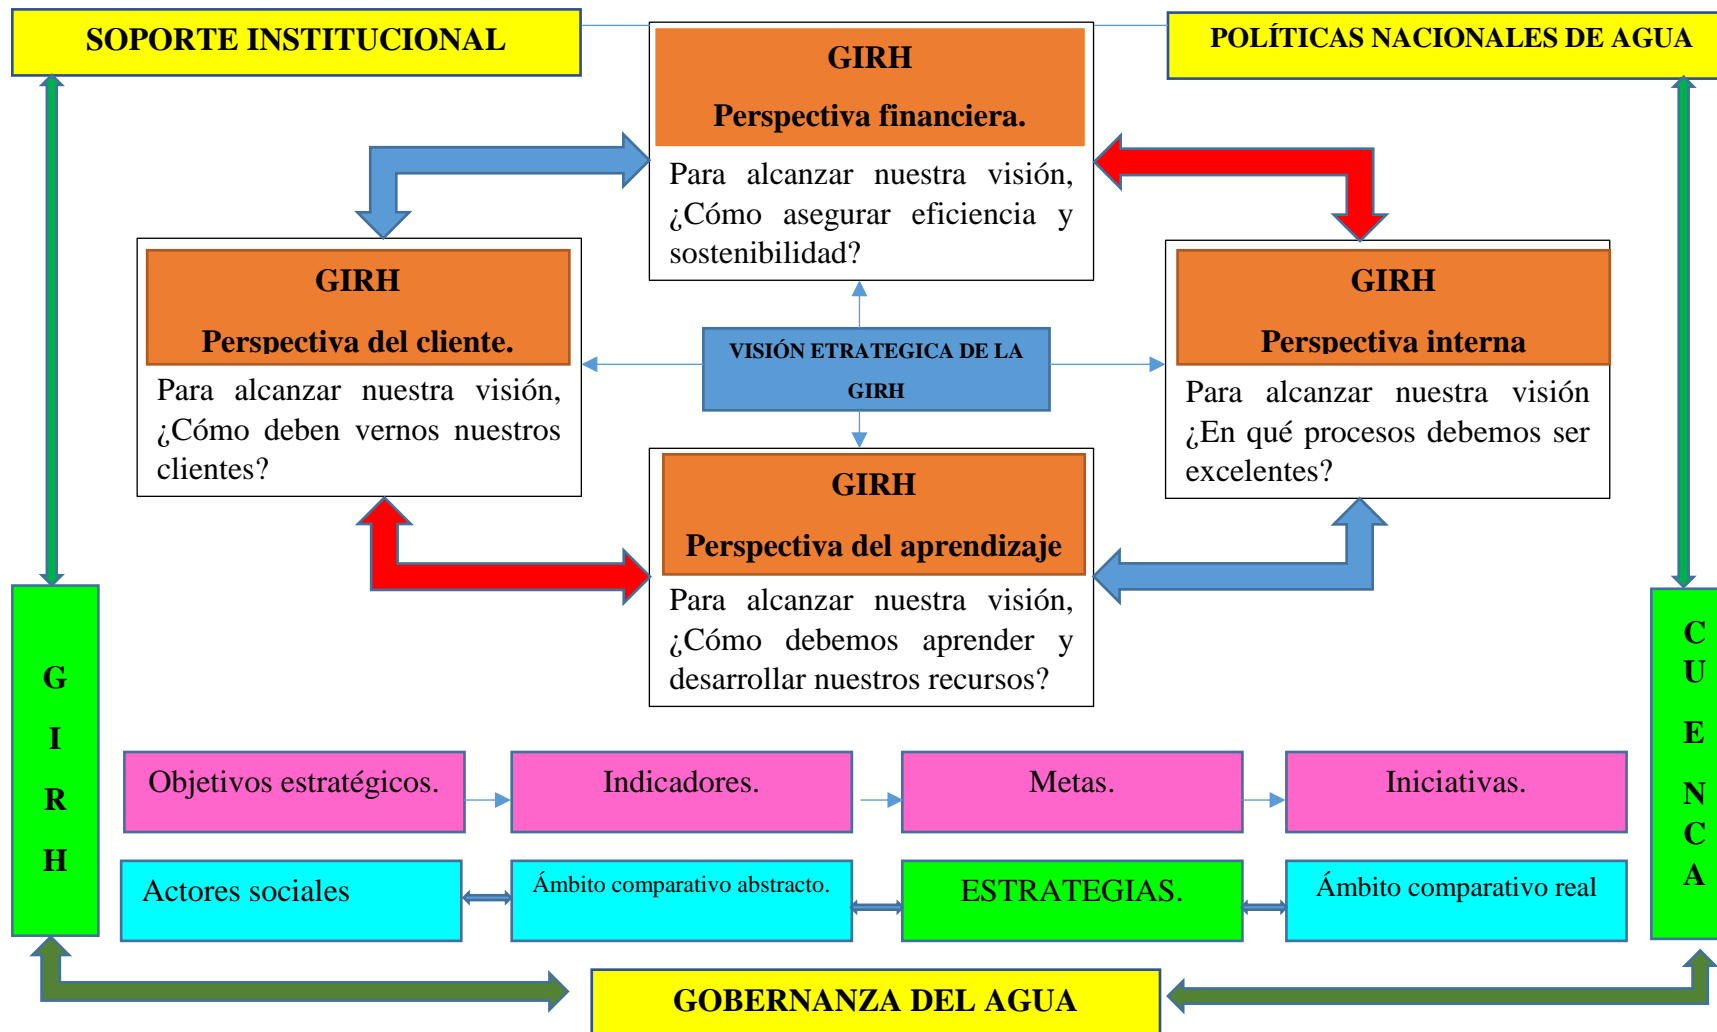 SOPORTE INSTITUCIONAL
POLÍTICAS NACIONALES DE AGUA
GIRH
Perspectiva financiera.
Para alcanzar nuestra visión,
¿Cómo asegurar eficiencia y
sostenibilidad?
GIRH
Perspectiva del cliente.
Para alcanzar nuestra visión,
¿Cómo deben vernos nuestros
clientes?
VISIÓN ETRATEGICA DE LA
GIRH
GIRH
Perspectiva interna
Para alcanzar nuestra visión
¿En qué procesos debemos ser
excelentes?
GIRH
Perspectiva del aprendizaje
Para alcanzar nuestra visión,
¿Cómo debemos aprender y
desarrollar nuestros recursos?
G
I
R
H
C
U
E
N
C
A
Objetivos estratégicos.
Indicadores.
Metas.
Iniciativas.
Actores sociales
Ámbito comparativo abstracto.
ESTRATEGIAS.
Ámbito comparativo real
GOBERNANZA DEL AGUA